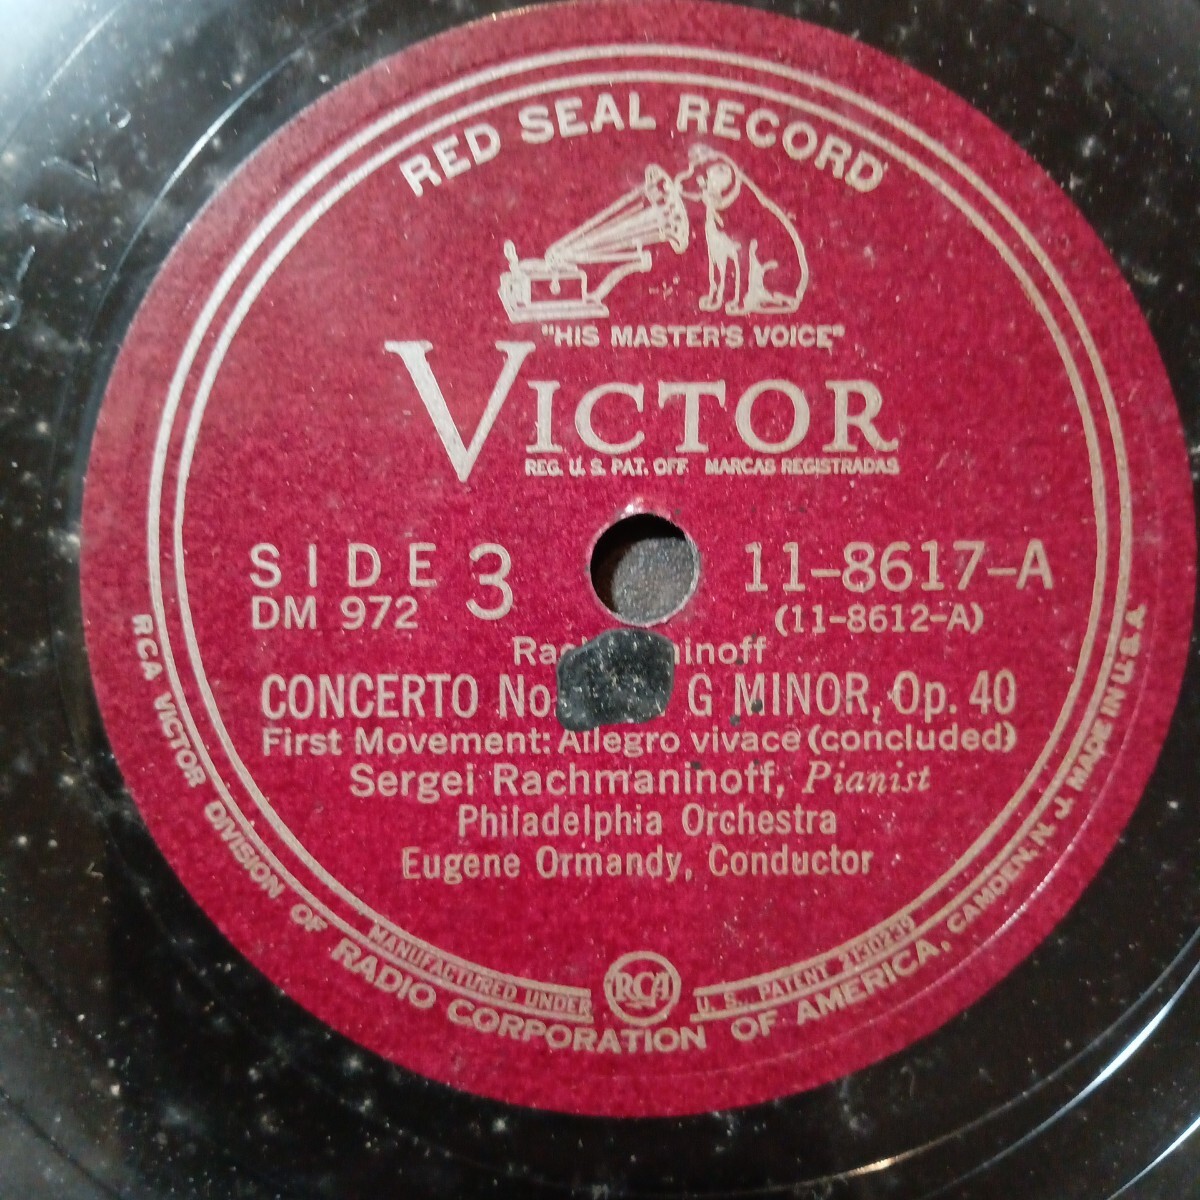 RED SEAL RECORD
"HIS MASTER'S VOICE"
VICTOR
REG. U. S. PAT. OFF. MARCAS REGISTRADAS
SIDE 3 11-8617-A
DM 972 (11-8612-A)
CONCERTO No. G MINOR, Op. 40
First Movement: Allegro vivace (concluded)
Sergei Rachmaninoff, Pianist
Philadelphia Orchestra
Eugene Ormandy, Conductor
MANUFACTURED UNDER RCA U. S. PATENT 2130239
RCA VICTOR DIVISION OF RADIO CORPORATION OF AMERICA, CAMDEN, N. J. MADE IN U. S. A.